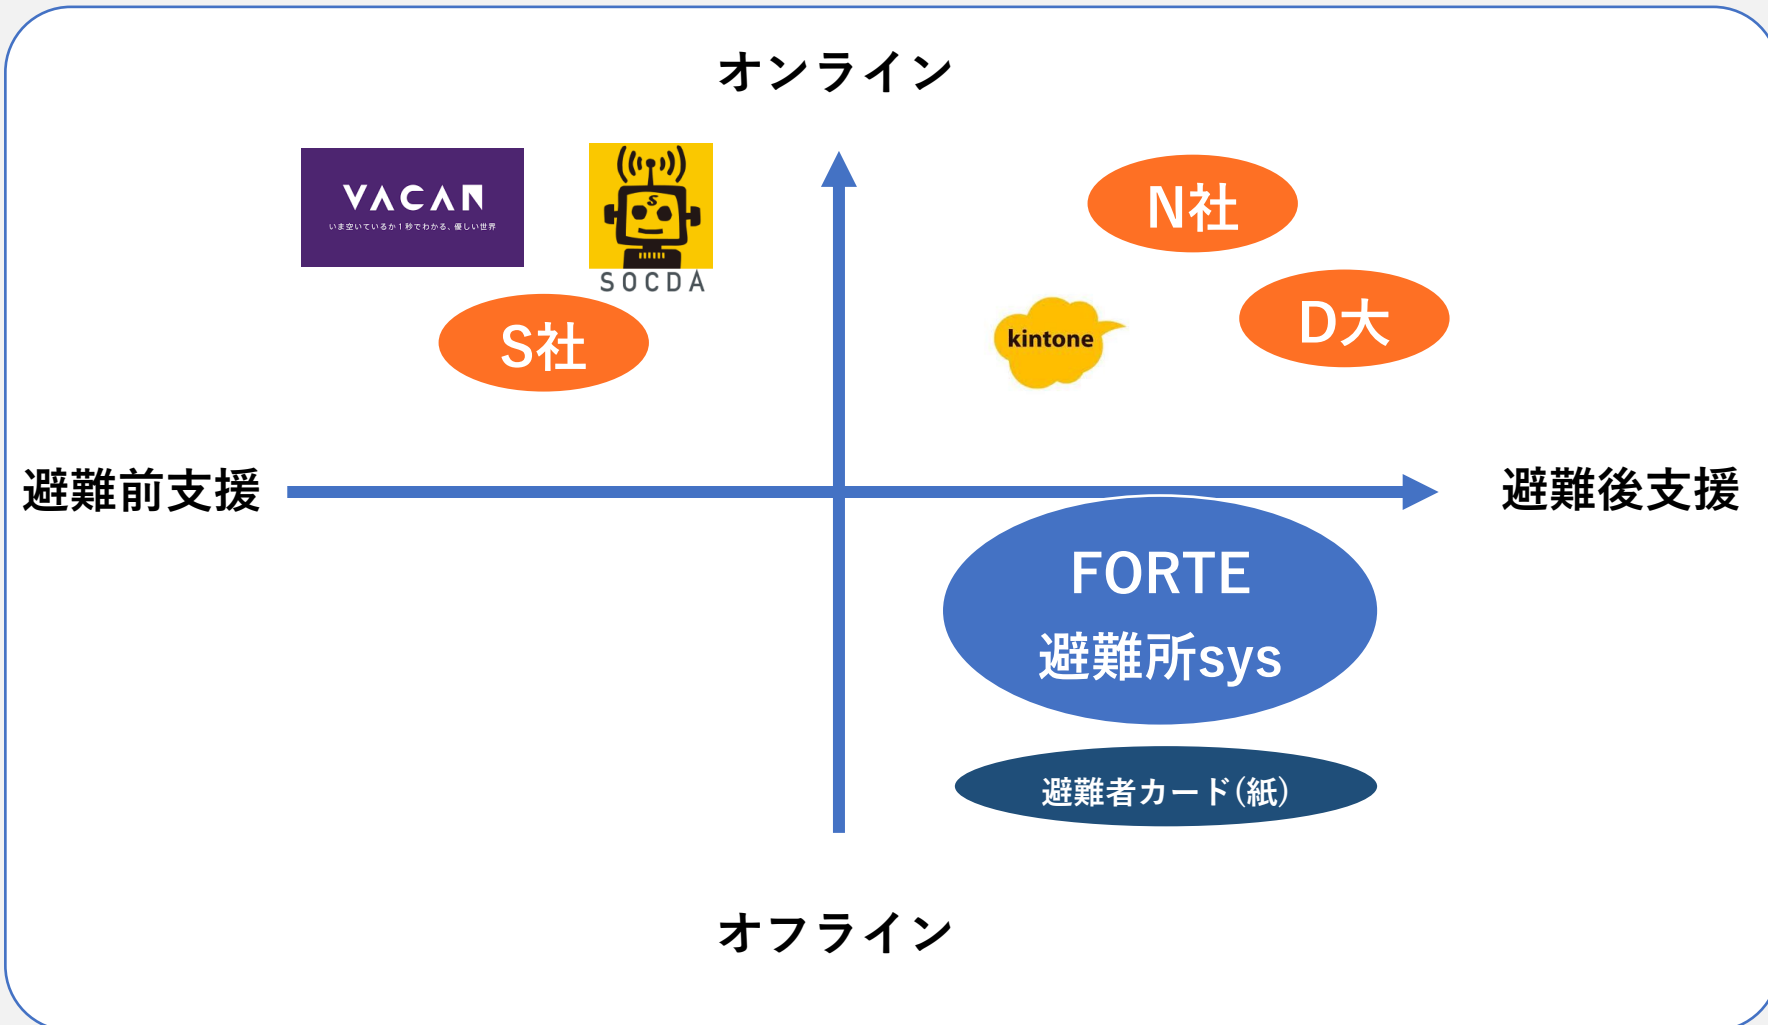 オンライン
VACAN
いま空いているか1秒でわかる、優しい世界
S
SOCDA
S社
N社
D大
kintone
避難前支援
避難後支援
FORTE
避難所sys
避難者カード(紙)
オフライン